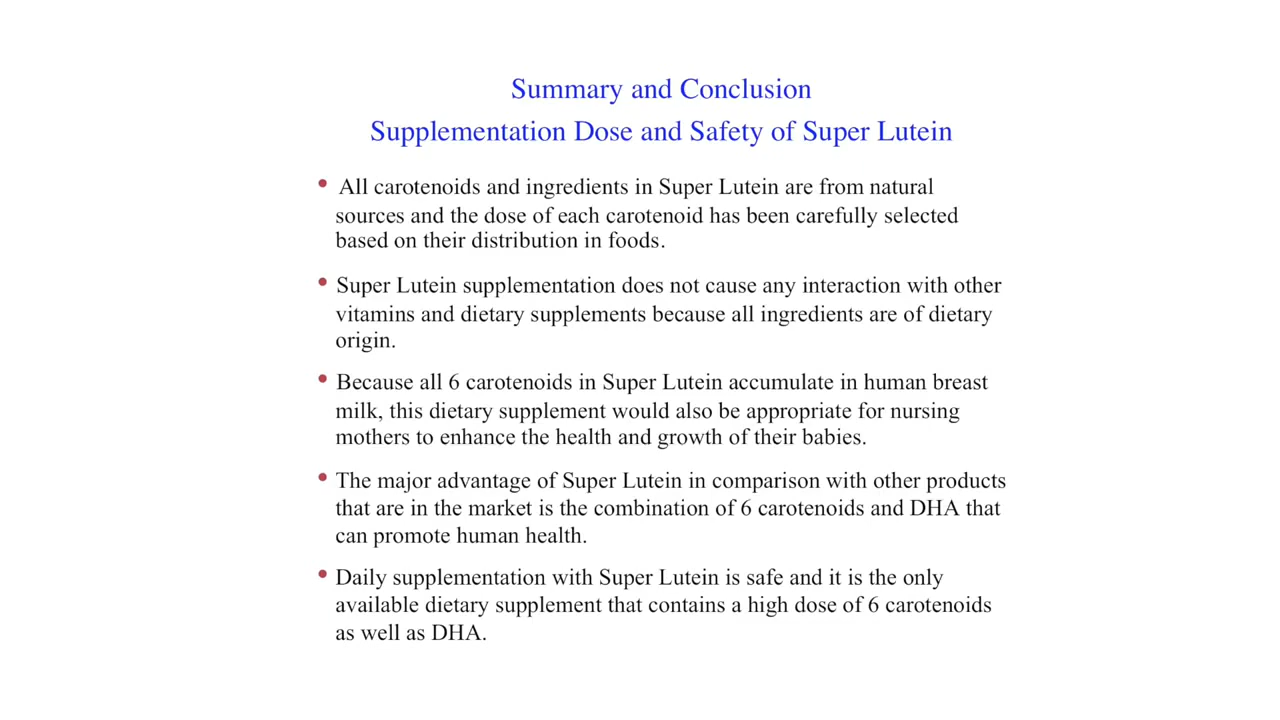 Summary and Conclusion
Supplementation Dose and Safety of Super Lutein
• All carotenoids and ingredients in Super Lutein are from natural
sources and the dose of each carotenoid has been carefully selected
based on their distribution in foods.
• Super Lutein supplementation does not cause any interaction with other
vitamins and dietary supplements because all ingredients are of dietary
origin.
• Because all 6 carotenoids in Super Lutein accumulate in human breast
milk, this dietary supplement would also be appropriate for nursing
mothers to enhance the health and growth of their babies.
• The major advantage of Super Lutein in comparison with other products
that are in the market is the combination of 6 carotenoids and DHA that
can promote human health.
• Daily supplementation with Super Lutein is safe and it is the only
available dietary supplement that contains a high dose of 6 carotenoids
as well as DHA.